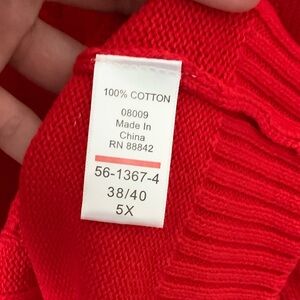 100% COTTON
08009
Made In
China
RN 88842
56-1367-4
38/40
5X